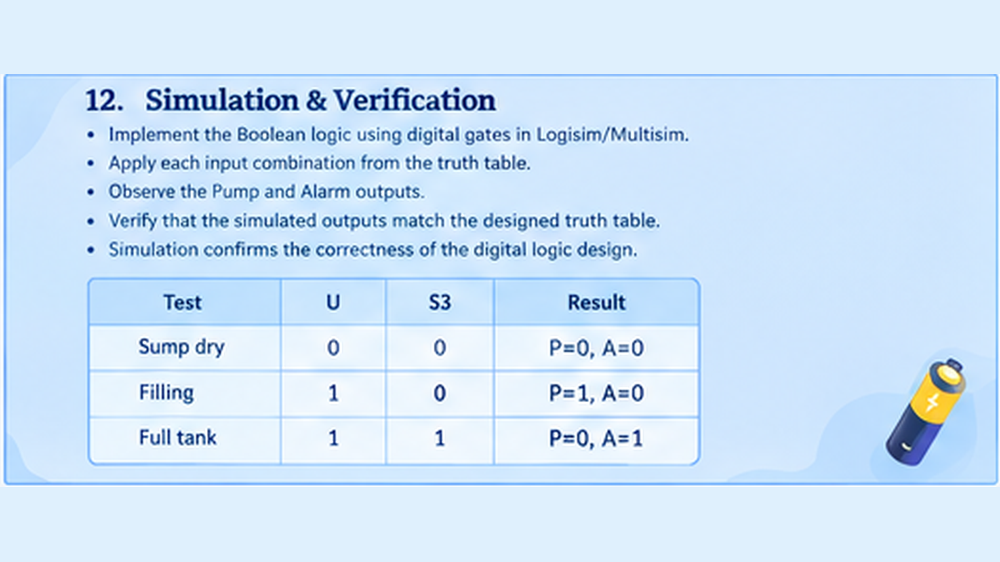 12. Simulation & Verification
• Implement the Boolean logic using digital gates in Logisim/Multisim.
• Apply each input combination from the truth table.
• Observe the Pump and Alarm outputs.
• Verify that the simulated outputs match the designed truth table.
• Simulation confirms the correctness of the digital logic design.
Test U S3 Result
Sump dry 0 0 P=0, A=0
Filling 1 0 P=1, A=0
Full tank 1 1 P=0, A=1